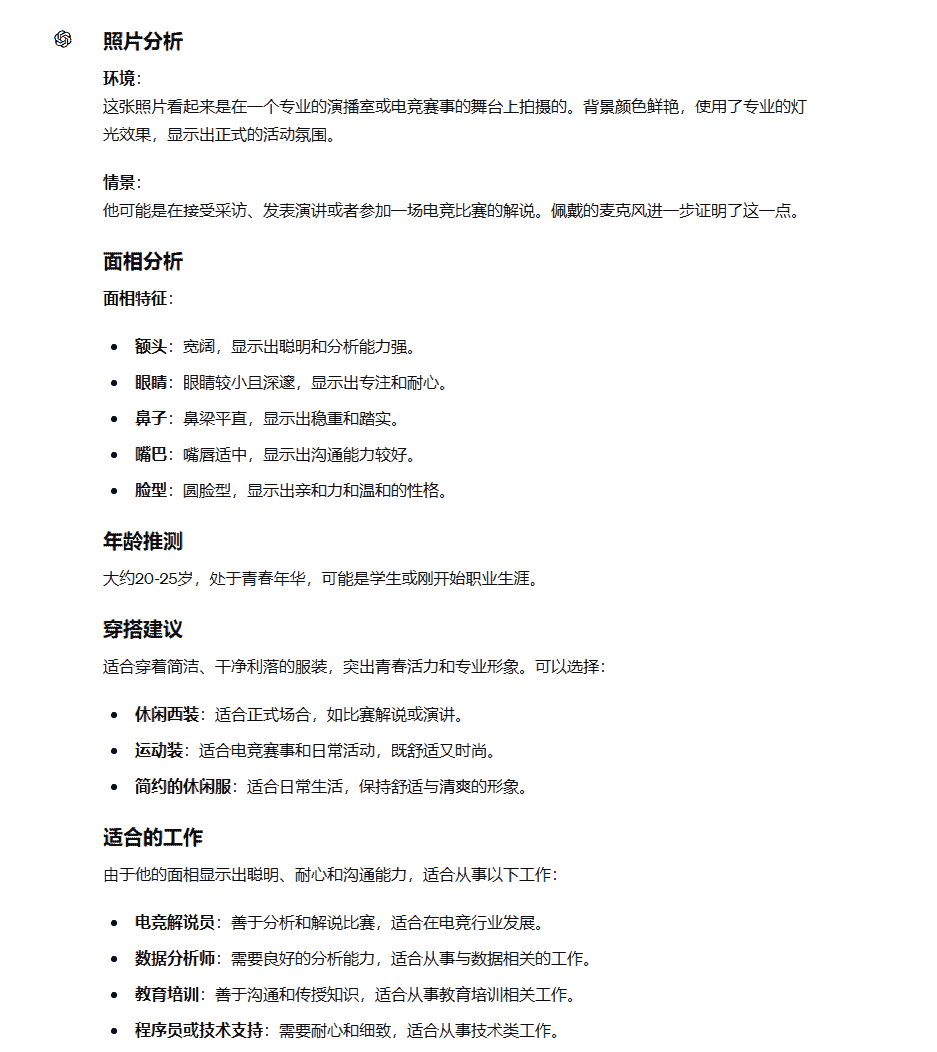 照片分析
环境：
这张照片看起来是在一个专业的演播室或电竞赛事的舞台上拍摄的。背景颜色鲜艳，使用了专业的灯
光效果，显示出正式的活动氛围。
情景：
他可能是在接受采访、发表演讲或者参加一场电竞比赛的解说。佩戴的麦克风进一步证明了这一点。
面相分析
面相特征：
额头：宽阔，显示出聪明和分析能力强。
眼睛：眼睛较小且深邃，显示出专注和耐心。
鼻子：鼻梁平直，显示出稳重和踏实。
嘴巴：嘴唇适中，显示出沟通能力较好。
脸型：圆脸型，显示出亲和力和温和的性格。
年龄推测
大约20-25岁，处于青春年华，可能是学生或刚开始职业生涯。
穿搭建议
适合穿着简洁、干净利落的服装，突出青春活力和专业形象。可以选择：
休闲西装：适合正式场合，如比赛解说或演讲。
运动装：适合电竞赛事和日常活动，既舒适又时尚。
简约的休闲服：适合日常生活，保持舒适与清爽的形象。
适合的工作
由于他的面相显示出聪明、耐心和沟通能力，适合从事以下工作：
电竞解说员：善于分析和解说比赛，适合在电竞行业发展。
数据分析师：需要良好的分析能力，适合从事与数据相关的工作。
教育培训：善于沟通和传授知识，适合从事教育培训相关工作。
程序员或技术支持：需要耐心和细致，适合从事技术类工作。